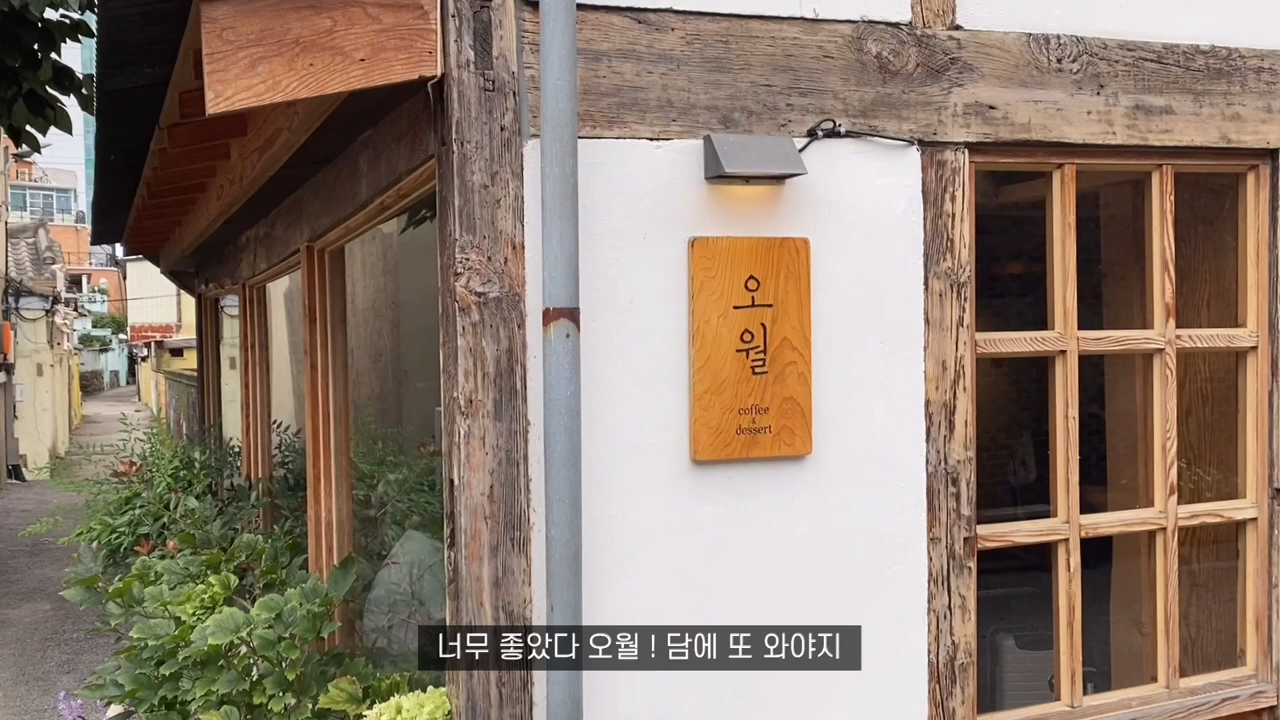 오
월
coffee
&
dessert
너무 좋았다 오월 ! 담에 또 와야지